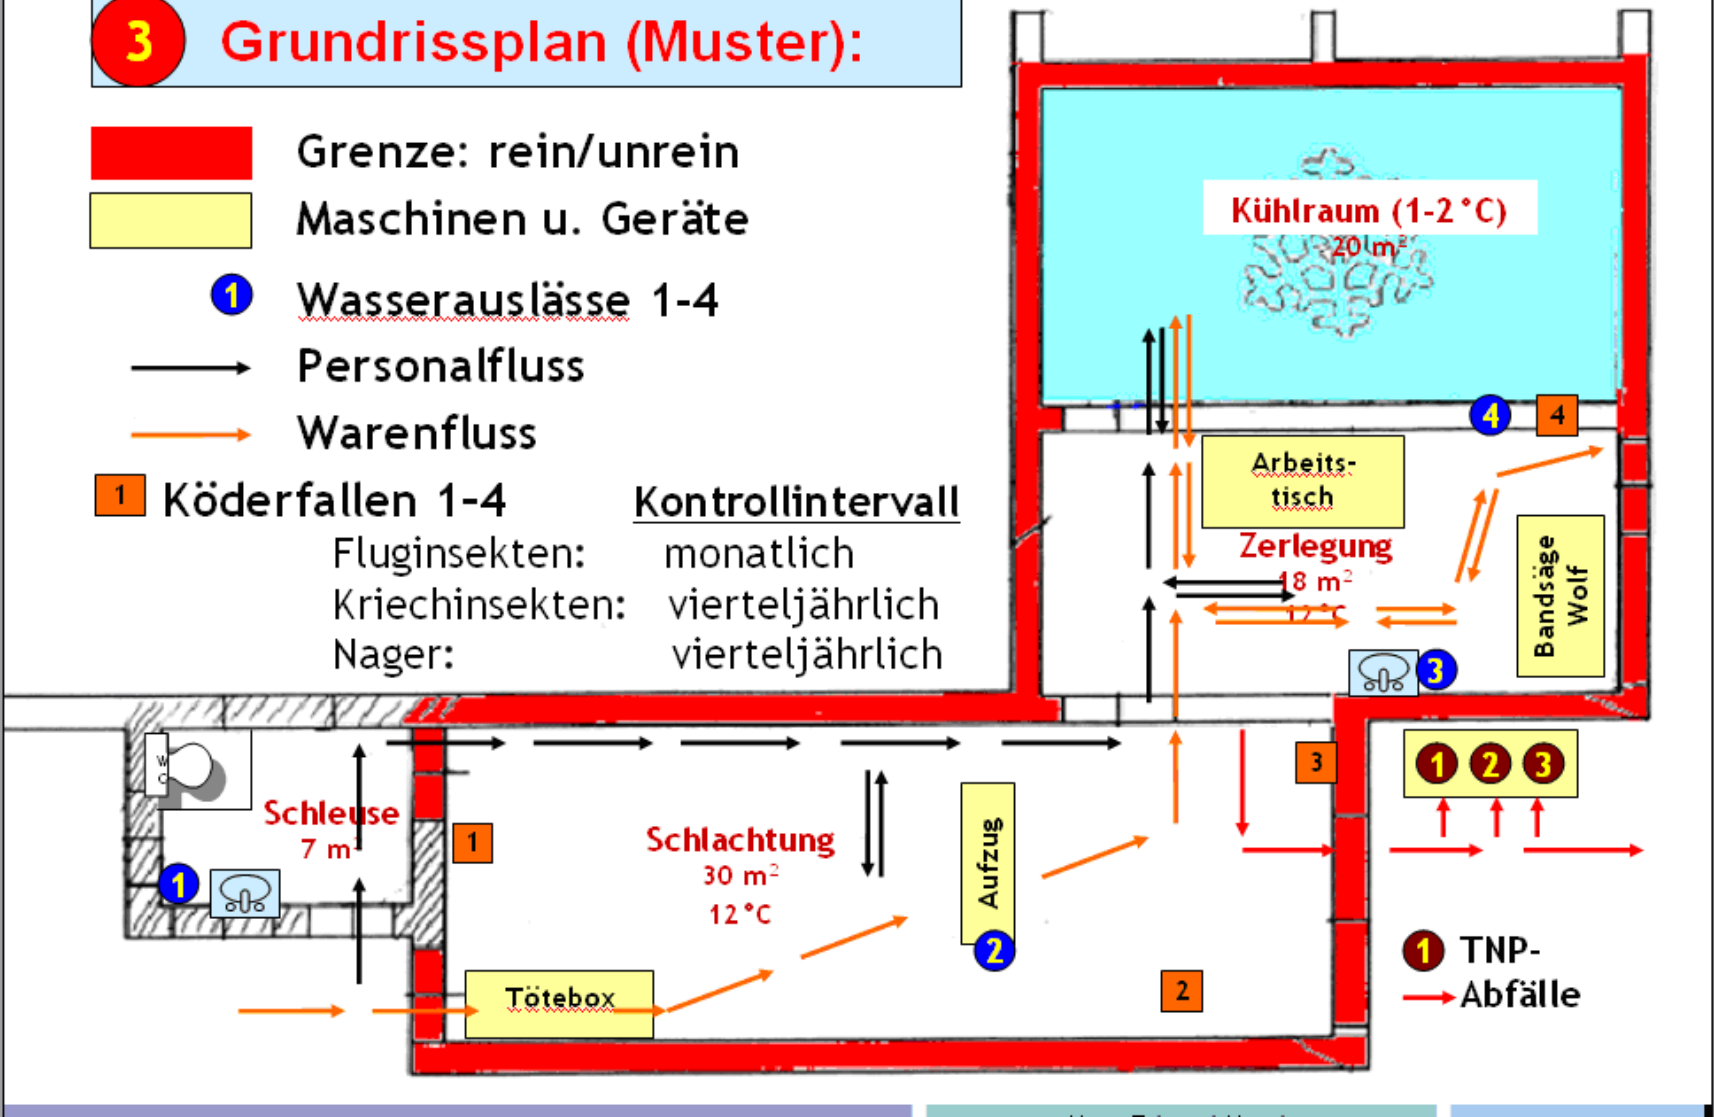 3 Grundrissplan (Muster):
Grenze: rein/unrein
Maschinen u. Geräte
1 Wasserauslässe 1-4
Personalfluss
Warenfluss
1 Köderfallen 1-4 Kontrollintervall
Fluginsekten: monatlich
Kriechinsekten: vierteljährlich
Nager: vierteljährlich
Kühlraum (1-2°C)
20 m²
4 4
Arbeits-
tisch
Zerlegung
18 m²
12°C
Bandsäge
Wolf
3
W
C
Schleuse
7 m²
1
1
Schlachtung
30 m²
12°C
Aufzug
2
3
1 2 3
Tötebox
2
1 TNP-
Abfälle